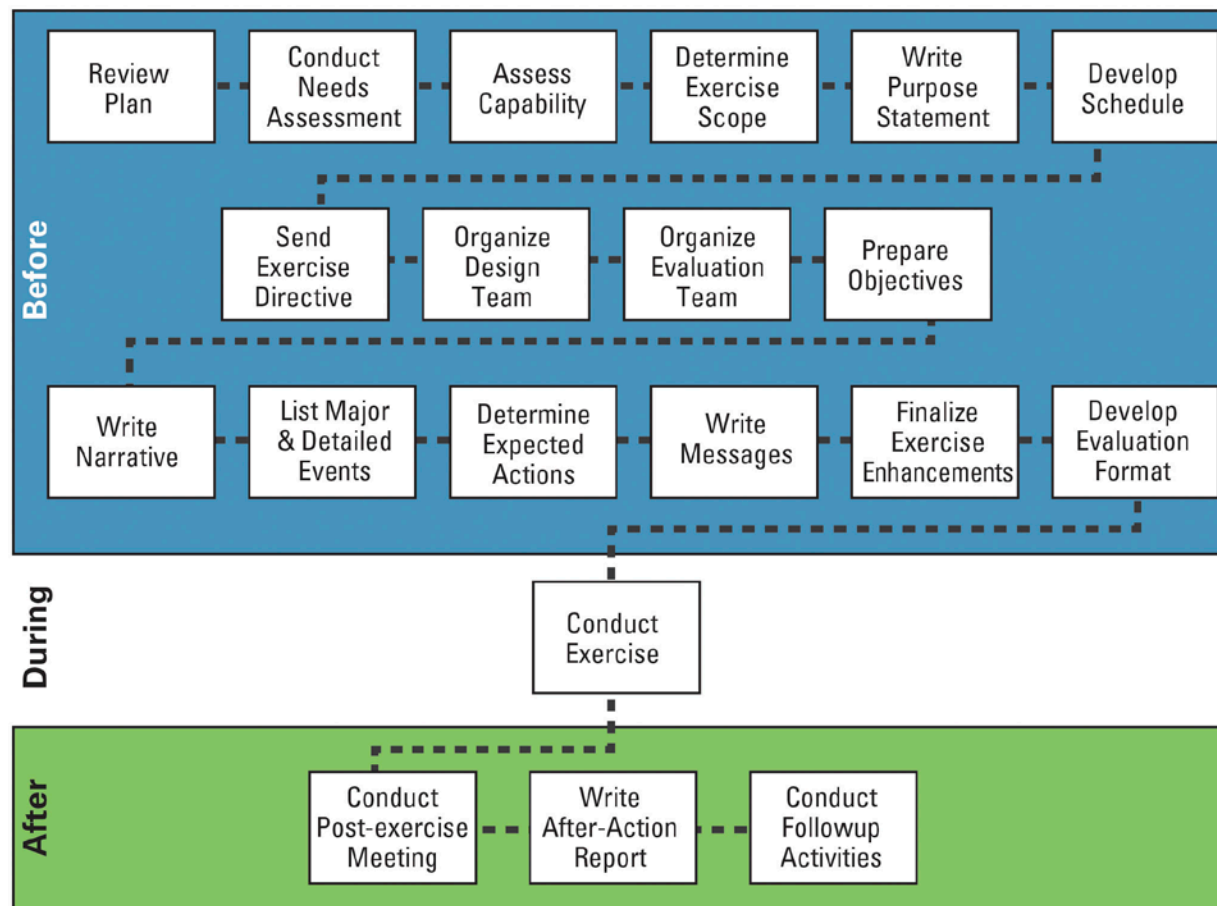 Before
Review
Plan
Conduct
Needs
Assessment
Assess
Capability
Determine
Exercise
Scope
Write
Purpose
Statement
Develop
Schedule
Send
Exercise
Directive
Organize
Design
Team
Organize
Evaluation
Team
Prepare
Objectives
Write
Narrative
List Major
& Detailed
Events
Determine
Expected
Actions
Write
Messages
Finalize
Exercise
Enhancements
Develop
Evaluation
Format
During
Conduct
Exercise
After
Conduct
Post-exercise
Meeting
Write
After-Action
Report
Conduct
Followup
Activities